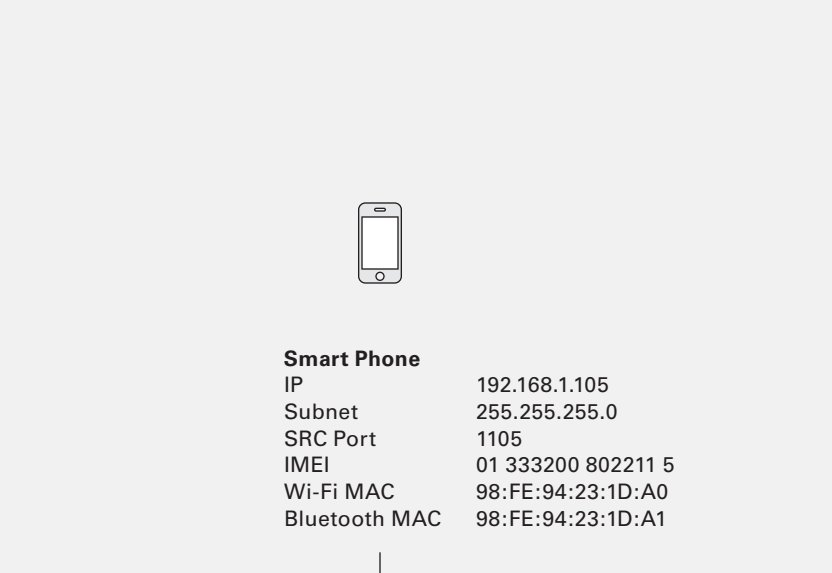 Smart Phone
IP 192.168.1.105
Subnet 255.255.255.0
SRC Port 1105
IMEI 01 333200 802211 5
Wi-Fi MAC 98:FE:94:23:1D:A0
Bluetooth MAC 98:FE:94:23:1D:A1